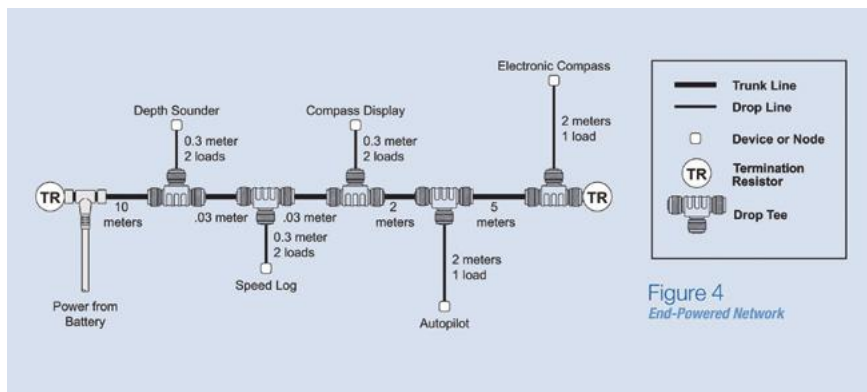 Electronic Compass
Depth Sounder
Compass Display
0.3 meter
2 loads
0.3 meter
2 loads
2 meters
1 load
TR
10
meters
.03 meter
.03 meter
2
meters
5
meters
TR
0.3 meter
2 loads
Speed Log
2 meters
1 load
Autopilot
Power from
Battery
Trunk Line
Drop Line
Device or Node
TR
Termination
Resistor
Drop Tee
Figure 4
End-Powered Network